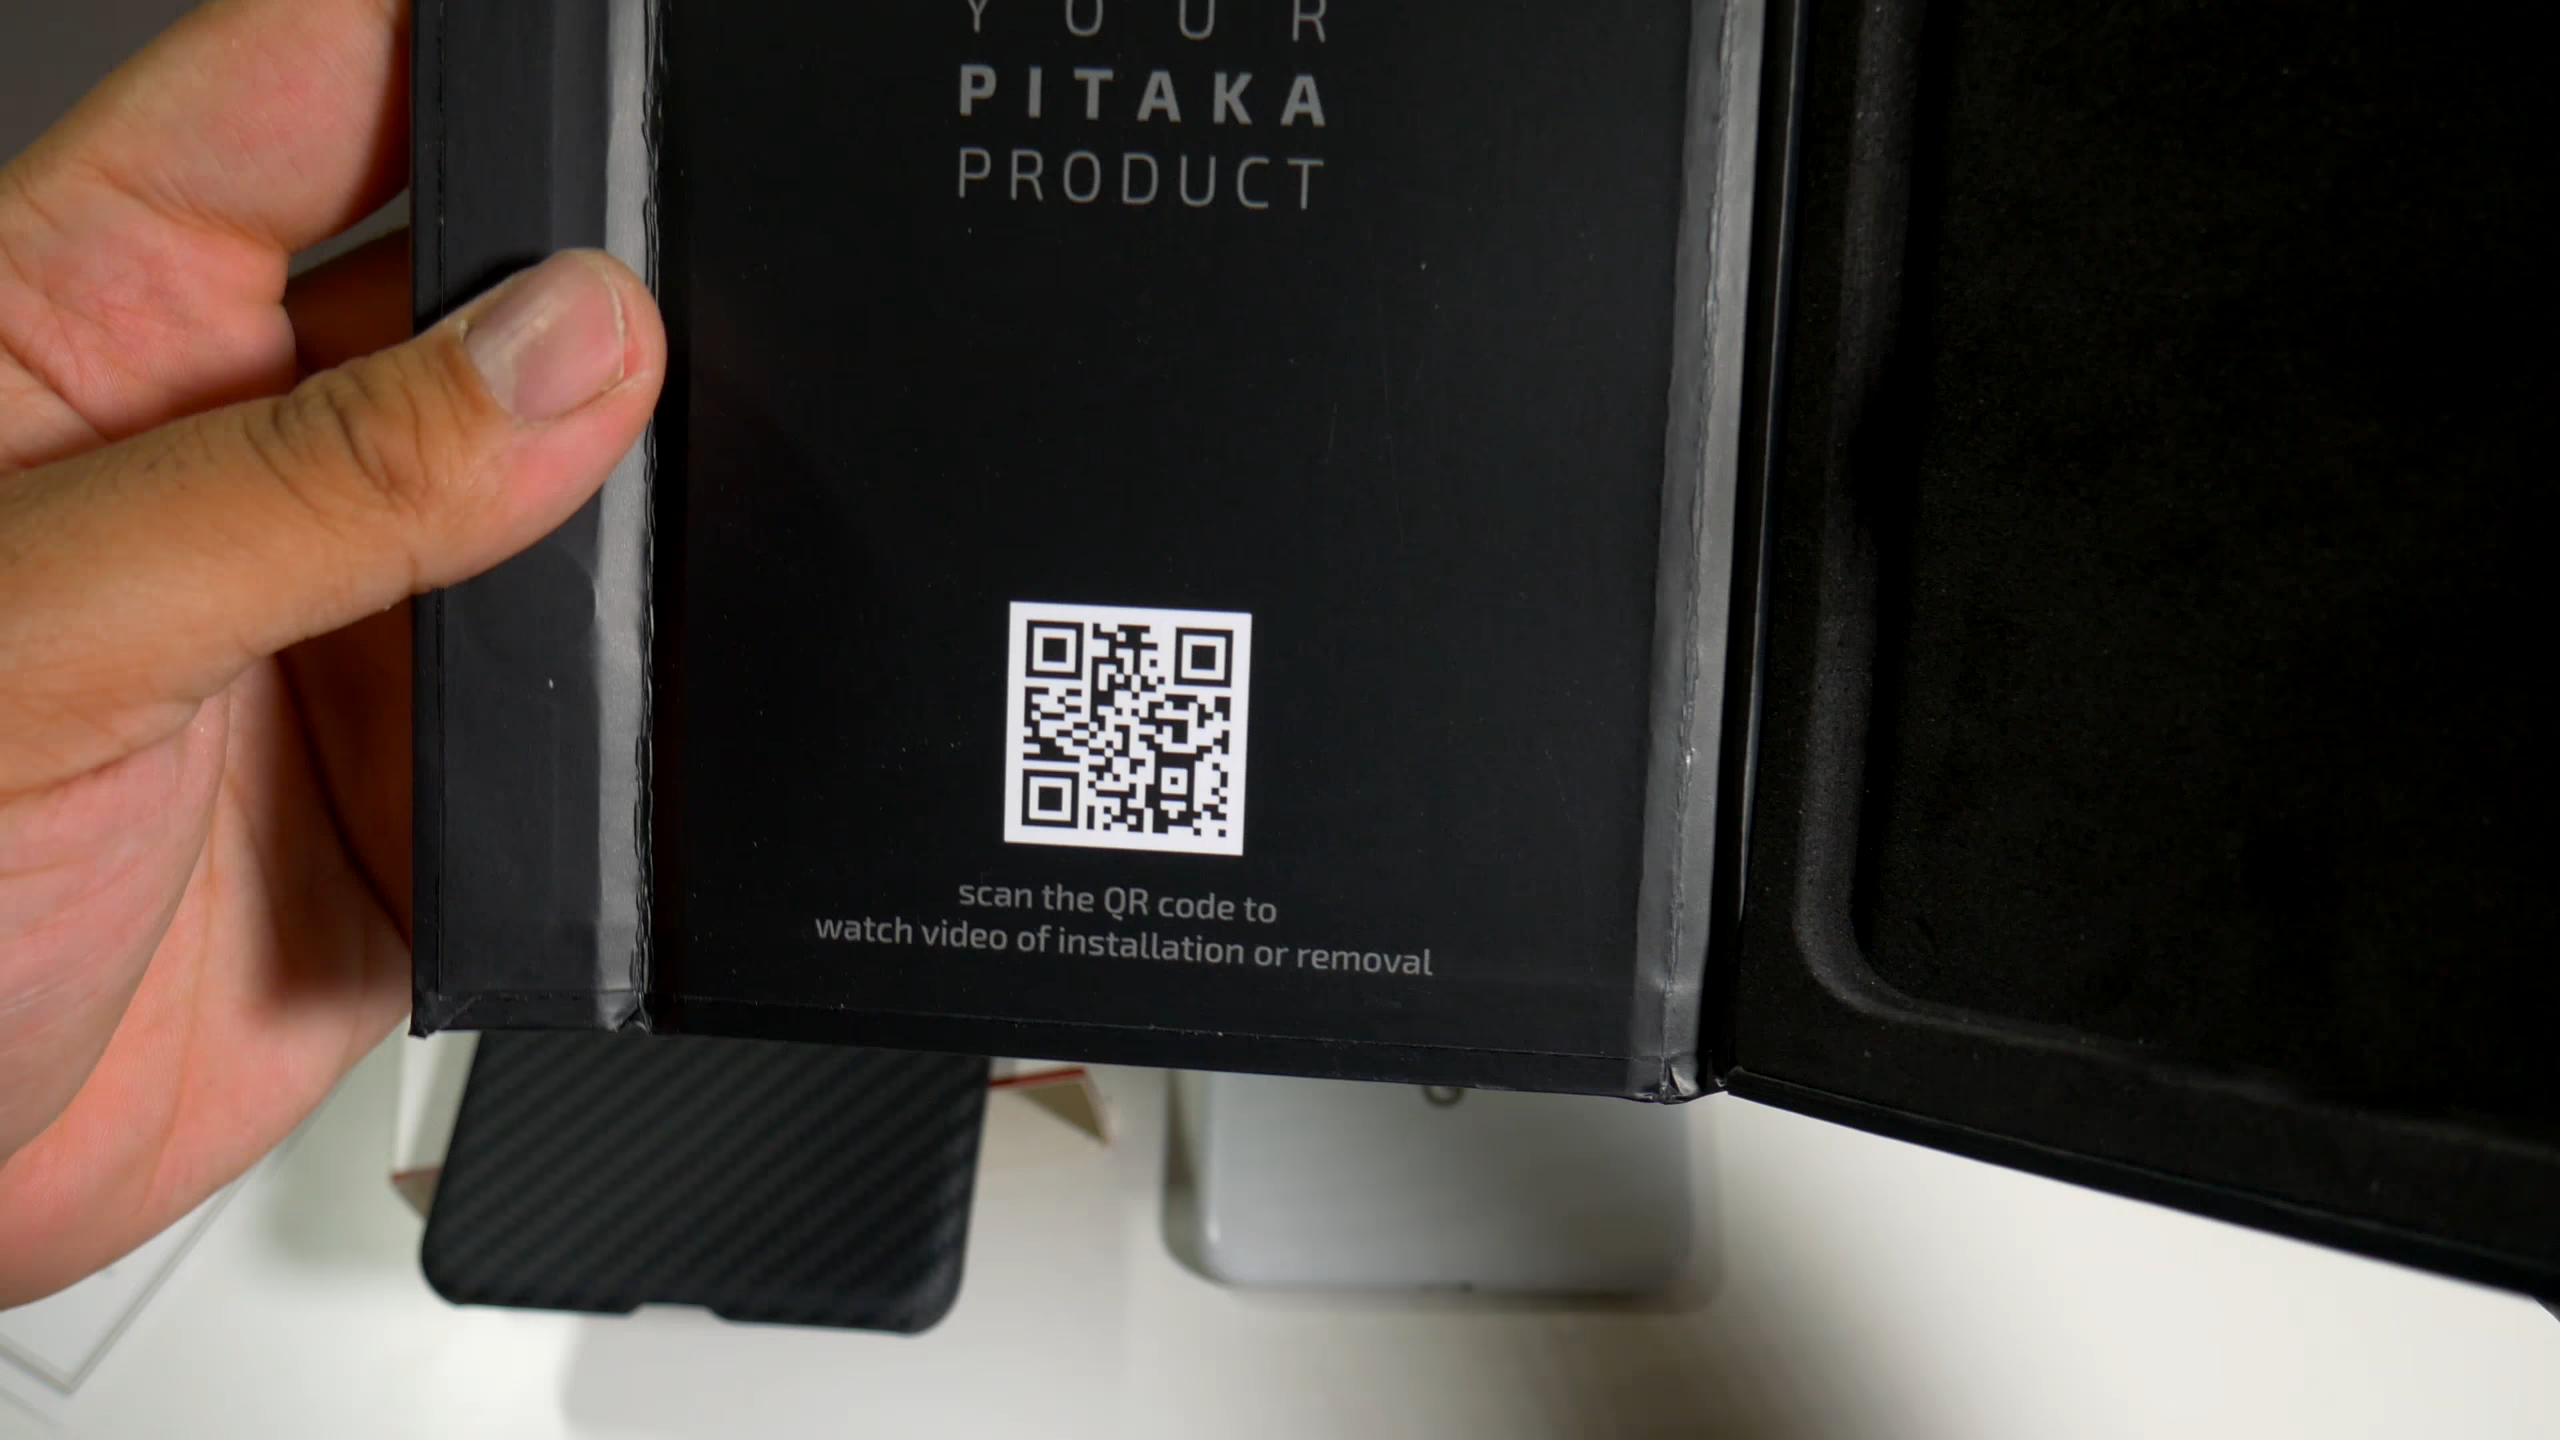 YOUR
PITAKA
PRODUCT
scan the QR code to
watch video of installation or removal